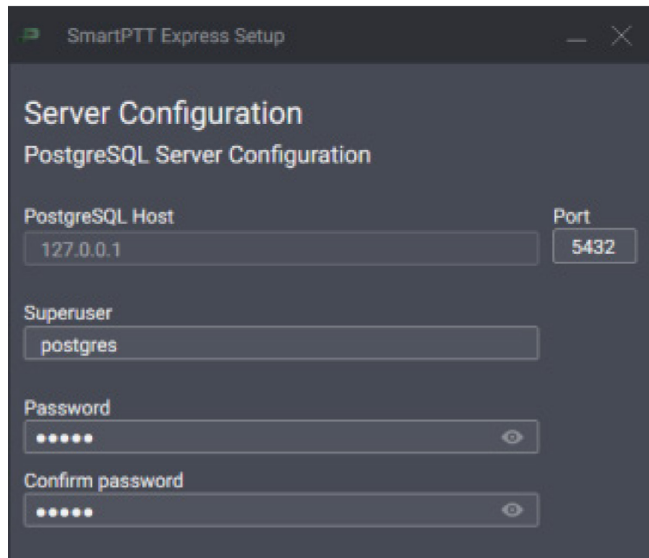 SmartPTT Express Setup
Server Configuration
PostgreSQL Server Configuration
PostgreSQL Host
Port
127.0.0.1
5432
Superuser
postgres
Password
•••••
Confirm password
•••••